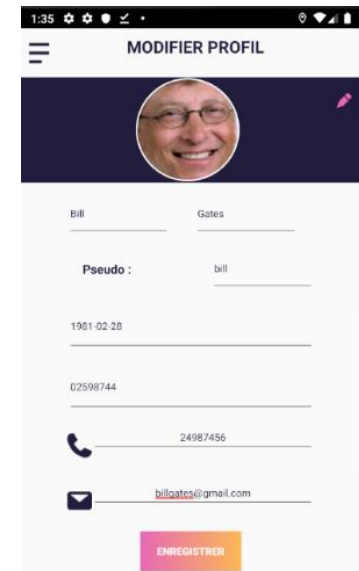 1:35
MODIFIER PROFIL
Bill Gates
Pseudo : bill
1981-02-28
02598744
24987456
billgates@gmail.com
ENREGISTRER